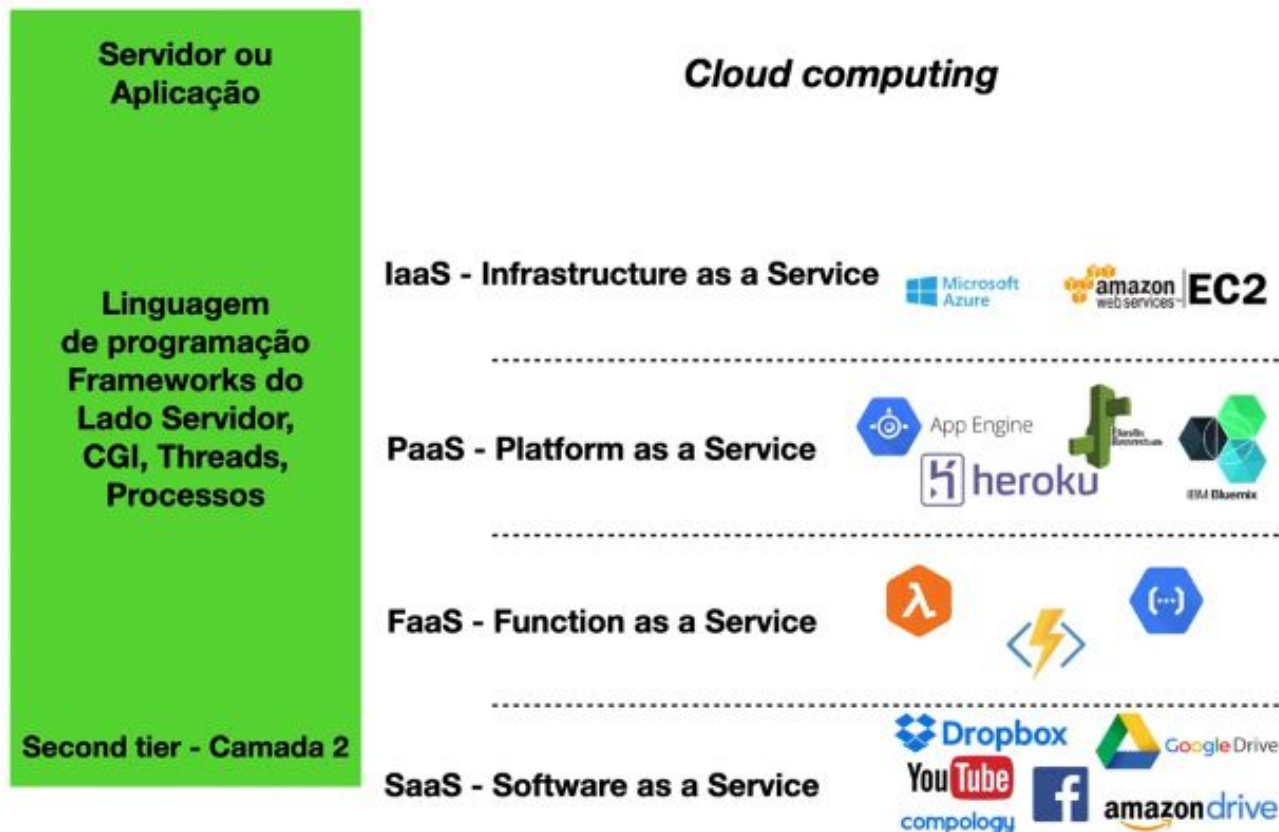 Servidor ou
Aplicação
Linguagem
de programação
Frameworks do
Lado Servidor,
CGI, Threads,
Processos
Second tier - Camada 2
Cloud computing
IaaS - Infrastructure as a Service
Microsoft
Azure
amazon
web services
EC2
PaaS - Platform as a Service
App Engine
heroku
IBM Bluemix
FaaS - Function as a Service
λ
SaaS - Software as a Service
Dropbox
Google Drive
YouTube
f
compology
amazon drive